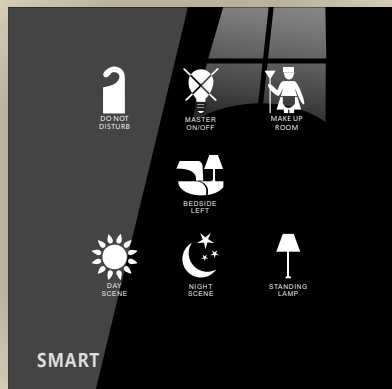 DO NOT
DISTURB
MASTER
ON/OFF
MAKE UP
ROOM
BEDSIDE
LEFT
DAY
SCENE
NIGHT
SCENE
STANDING
LAMP
SMART